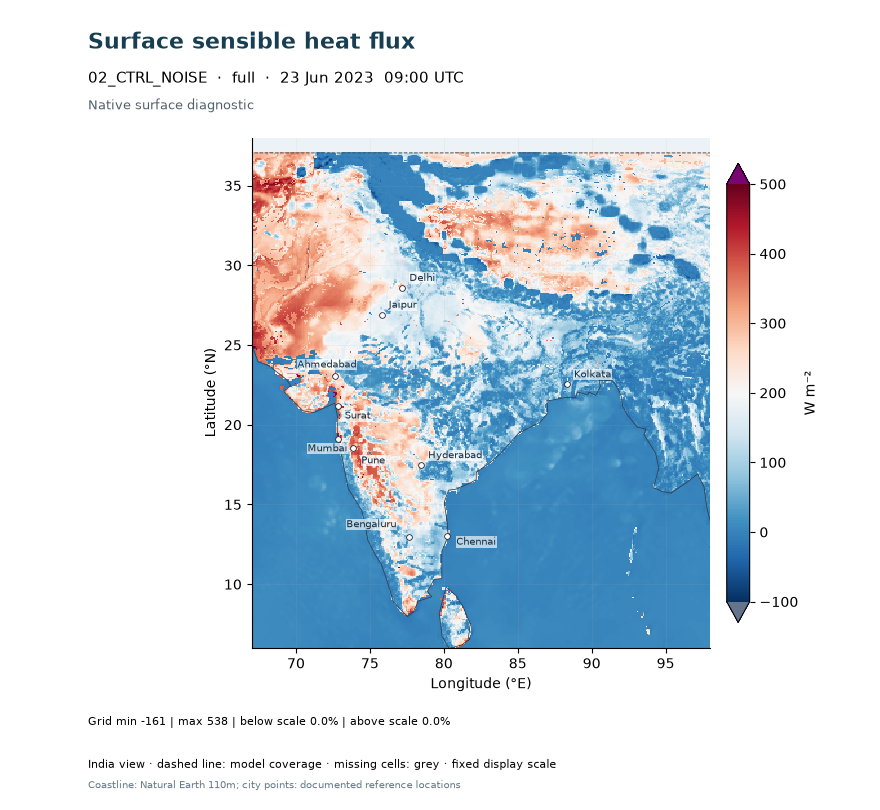 Surface sensible heat flux
02_CTRL_NOISE · full · 23 Jun 2023 09:00 UTC
Native surface diagnostic
35
30
25
20
15
10
Latitude (°N)
70
75
80
85
90
95
Longitude (°E)
Delhi
Jaipur
Ahmedabad
Kolkata
Surat
Mumbai
Pune
Hyderabad
Bengaluru
Chennai
500
400
300
200
100
0
−100
W m⁻²
Grid min -161 | max 538 | below scale 0.0% | above scale 0.0%
India view · dashed line: model coverage · missing cells: grey · fixed display scale
Coastline: Natural Earth 110m; city points: documented reference locations